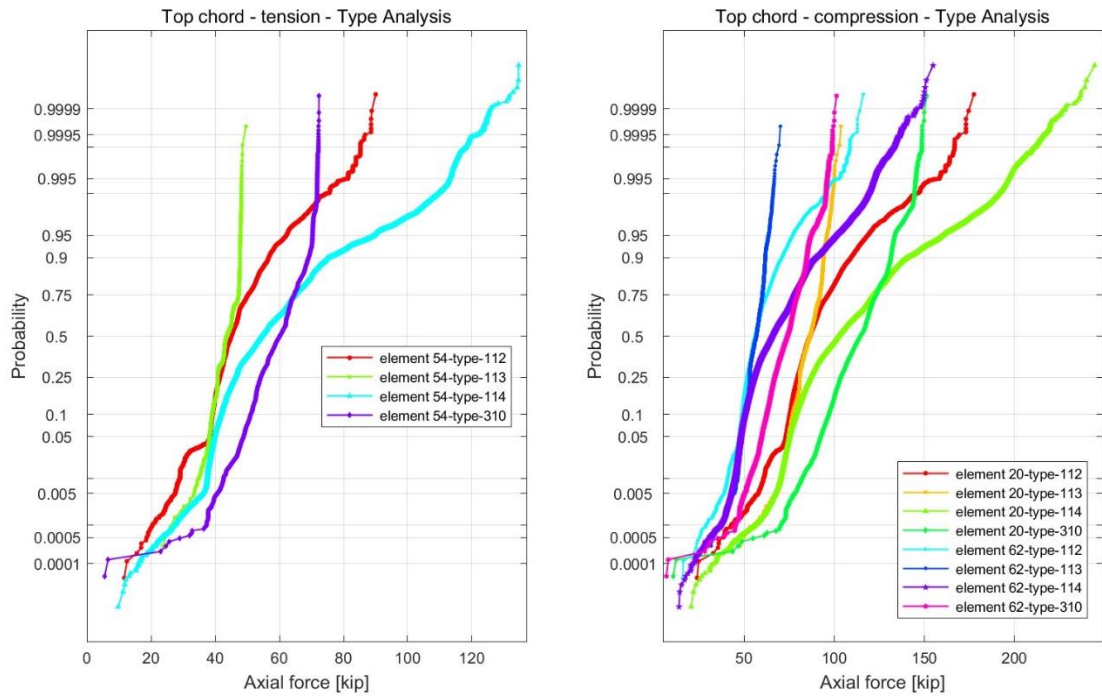 Top chord - tension - Type Analysis
Probability
0.9999
0.9995
0.995
0.95
0.9
0.75
0.5
0.25
0.1
0.05
0.005
0.0005
0.0001
element 54-type-112
element 54-type-113
element 54-type-114
element 54-type-310
0 20 40 60 80 100 120
Axial force [kip]
Top chord - compression - Type Analysis
Probability
0.9999
0.9995
0.995
0.95
0.9
0.75
0.5
0.25
0.1
0.05
0.005
0.0005
0.0001
element 20-type-112
element 20-type-113
element 20-type-114
element 20-type-310
element 62-type-112
element 62-type-113
element 62-type-114
element 62-type-310
50 100 150 200
Axial force [kip]